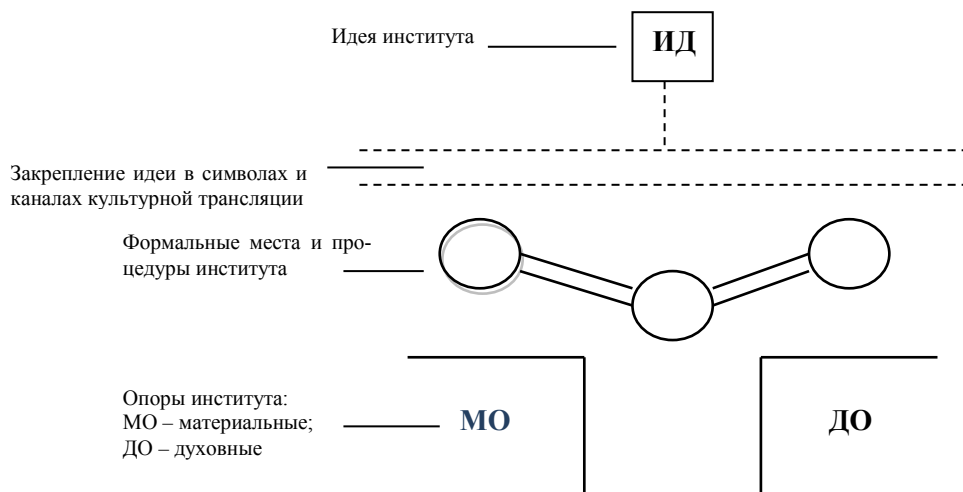 Идея института
ИД
Закрепление идеи в символах и
каналах культурной трансляции
Формальные места и про-
цедуры института
Опоры института:
МО – материальные;
ДО – духовные
МО
ДО